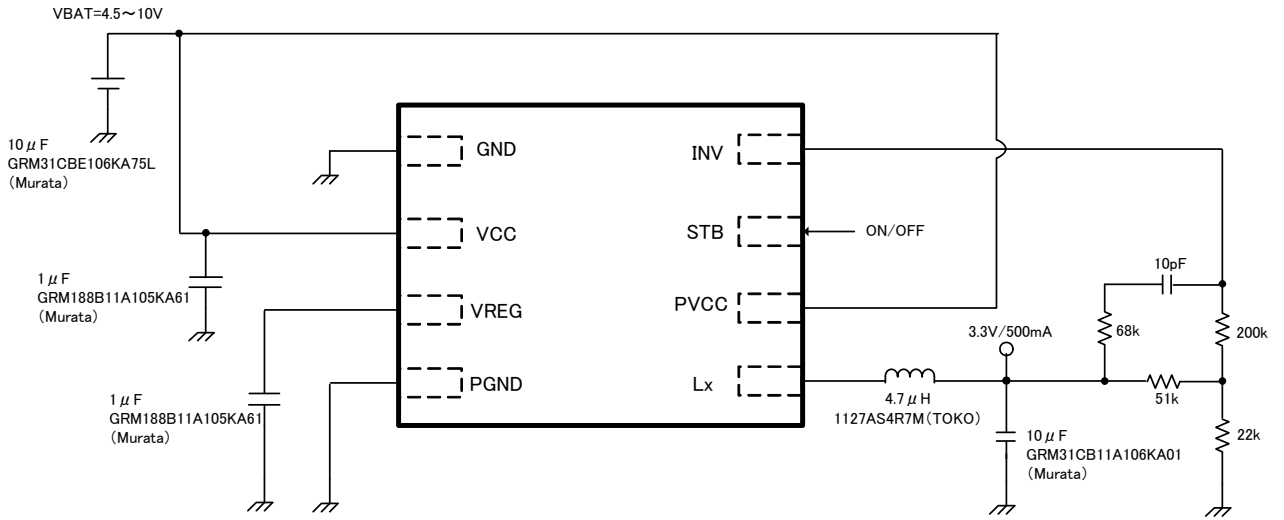 VBAT=4.5～10V
10μF
GRM31CBE106KA75L
(Murata)
GND
INV
VCC
STB
ON/OFF
1μF
GRM188B11A105KA61
(Murata)
10pF
VREG
PVCC
68k
200k
3.3V/500mA
PGND
Lx
4.7μH
1127AS4R7M(TOKO)
51k
1μF
GRM188B11A105KA61
(Murata)
10μF
GRM31CB11A106KA01
(Murata)
22k